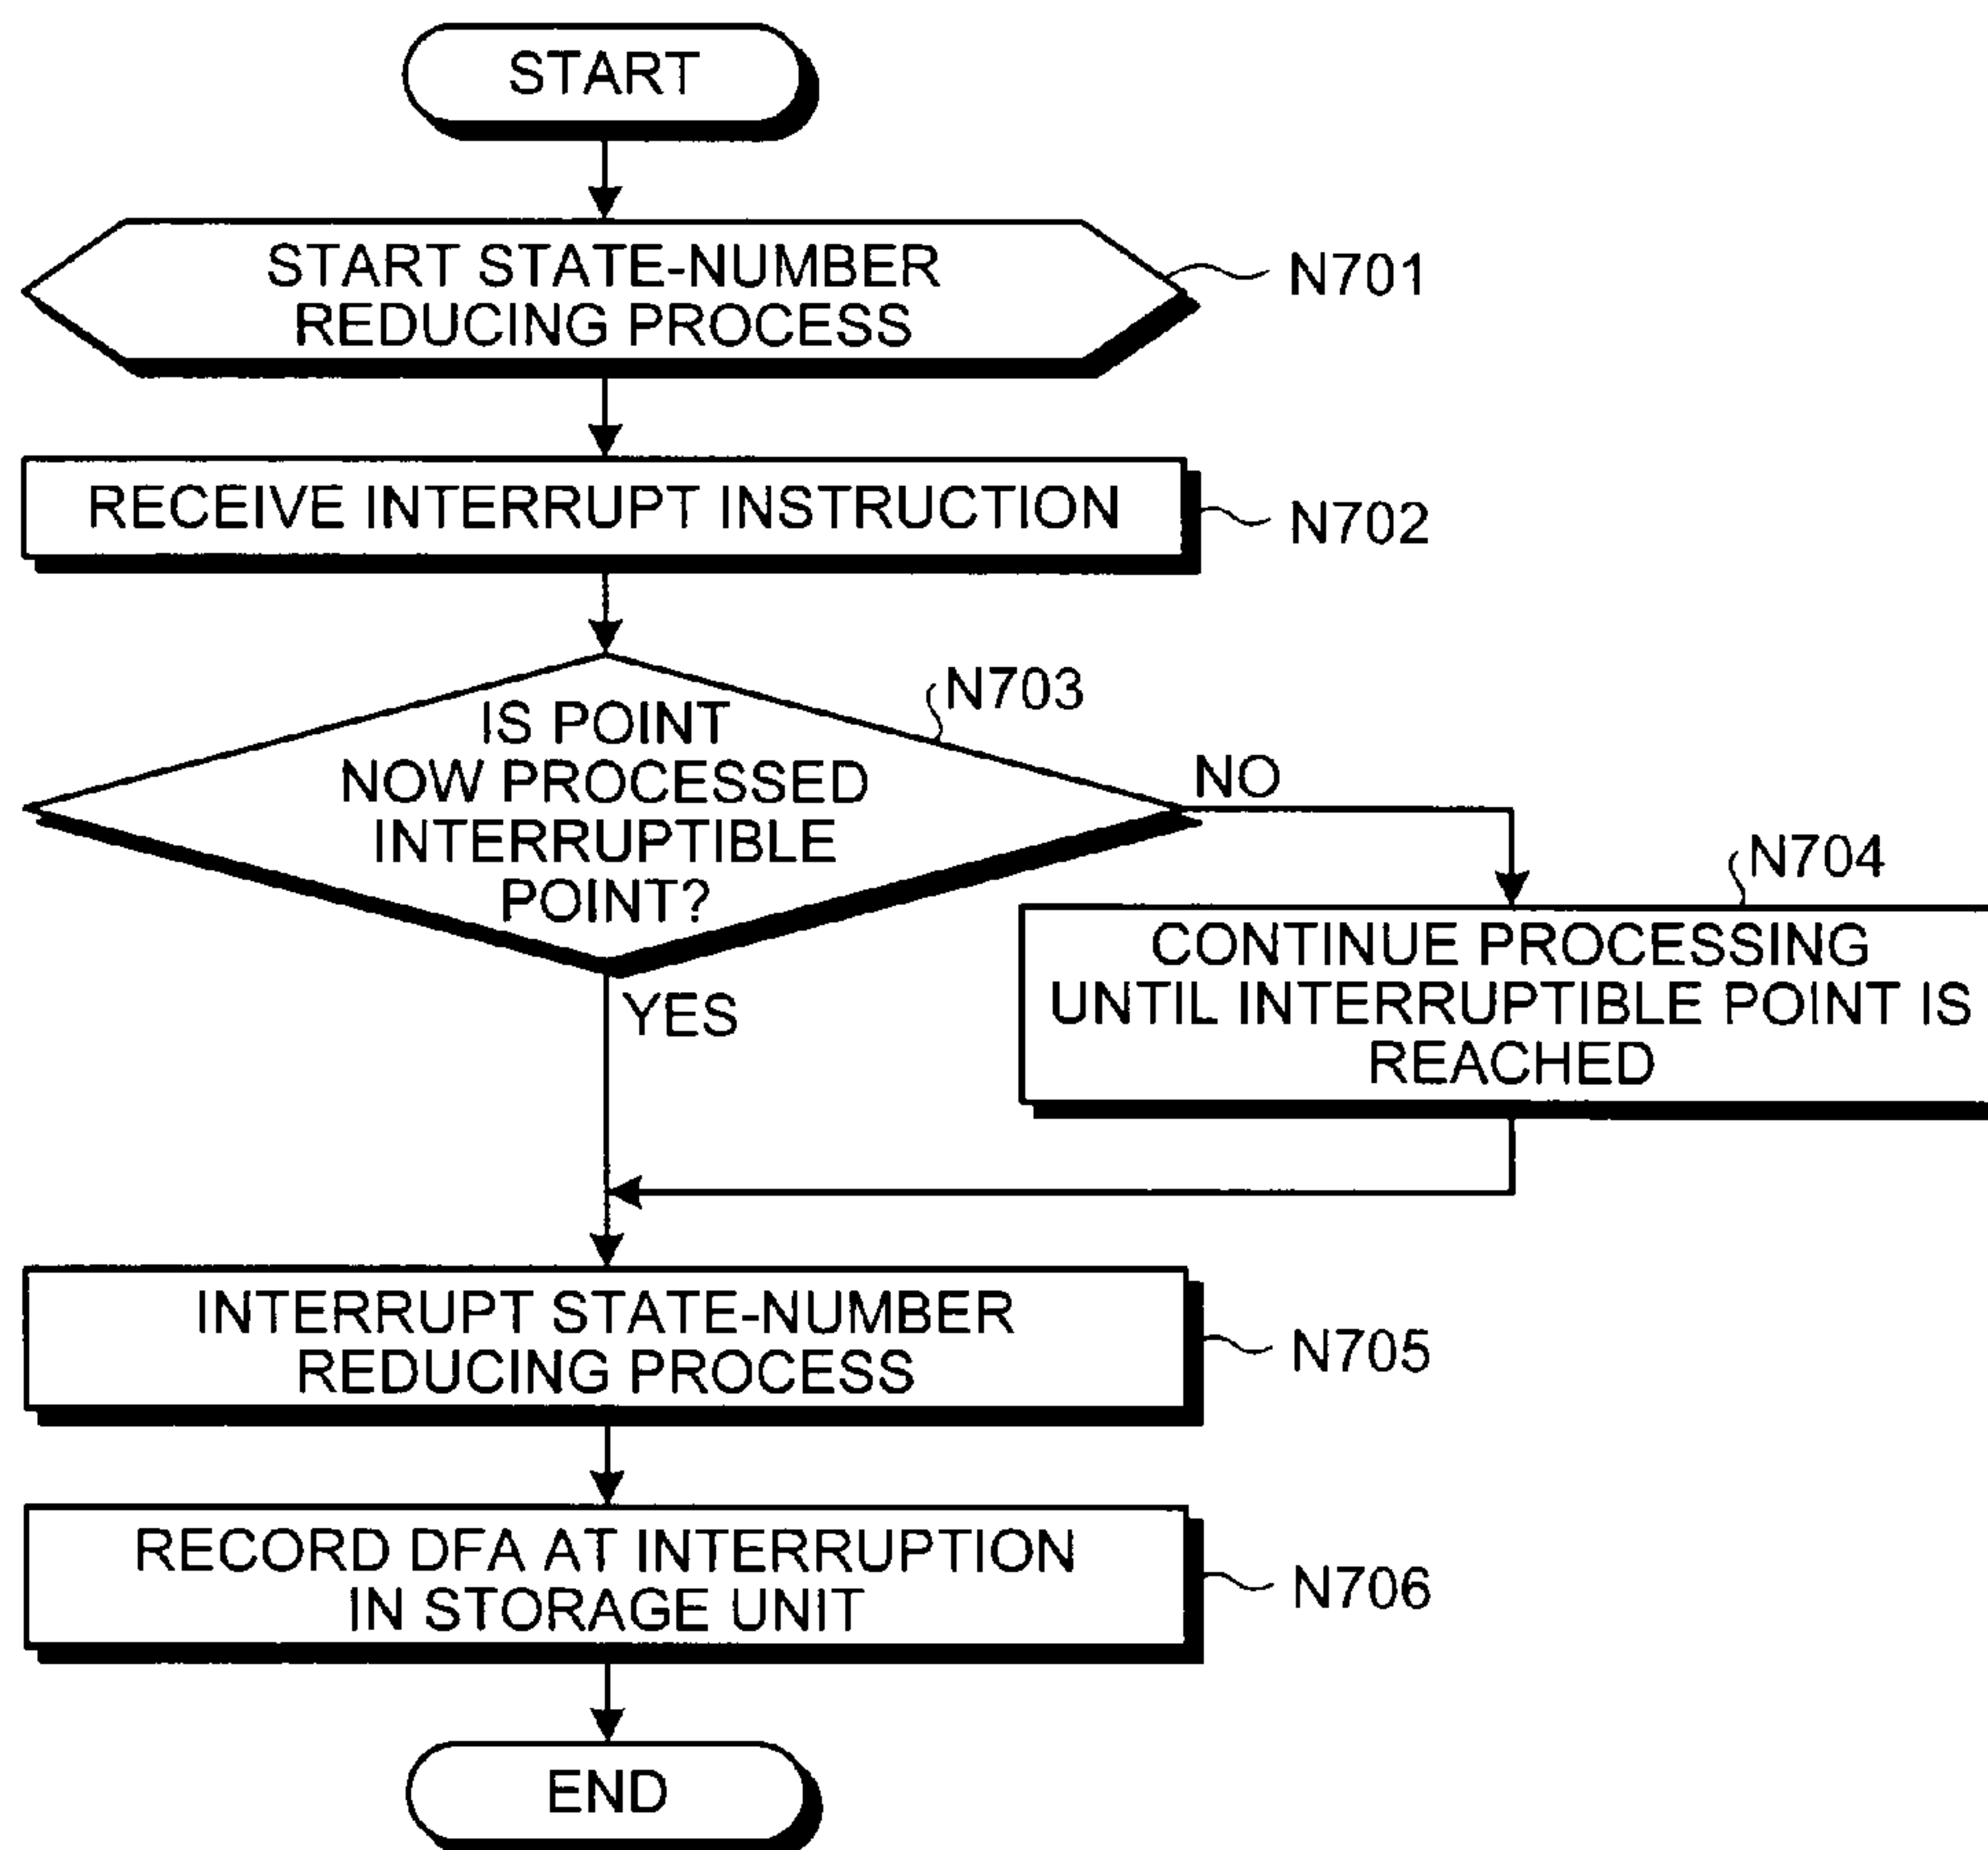 START
START STATE-NUMBER
REDUCING PROCESS
N701
RECEIVE INTERRUPT INSTRUCTION
N702
N703
IS POINT
NOW PROCESSED
INTERRUPTIBLE
POINT?
NO
YES
N704
CONTINUE PROCESSING
UNTIL INTERRUPTIBLE POINT IS
REACHED
INTERRUPT STATE-NUMBER
REDUCING PROCESS
N705
RECORD DFA AT INTERRUPTION
IN STORAGE UNIT
N706
END